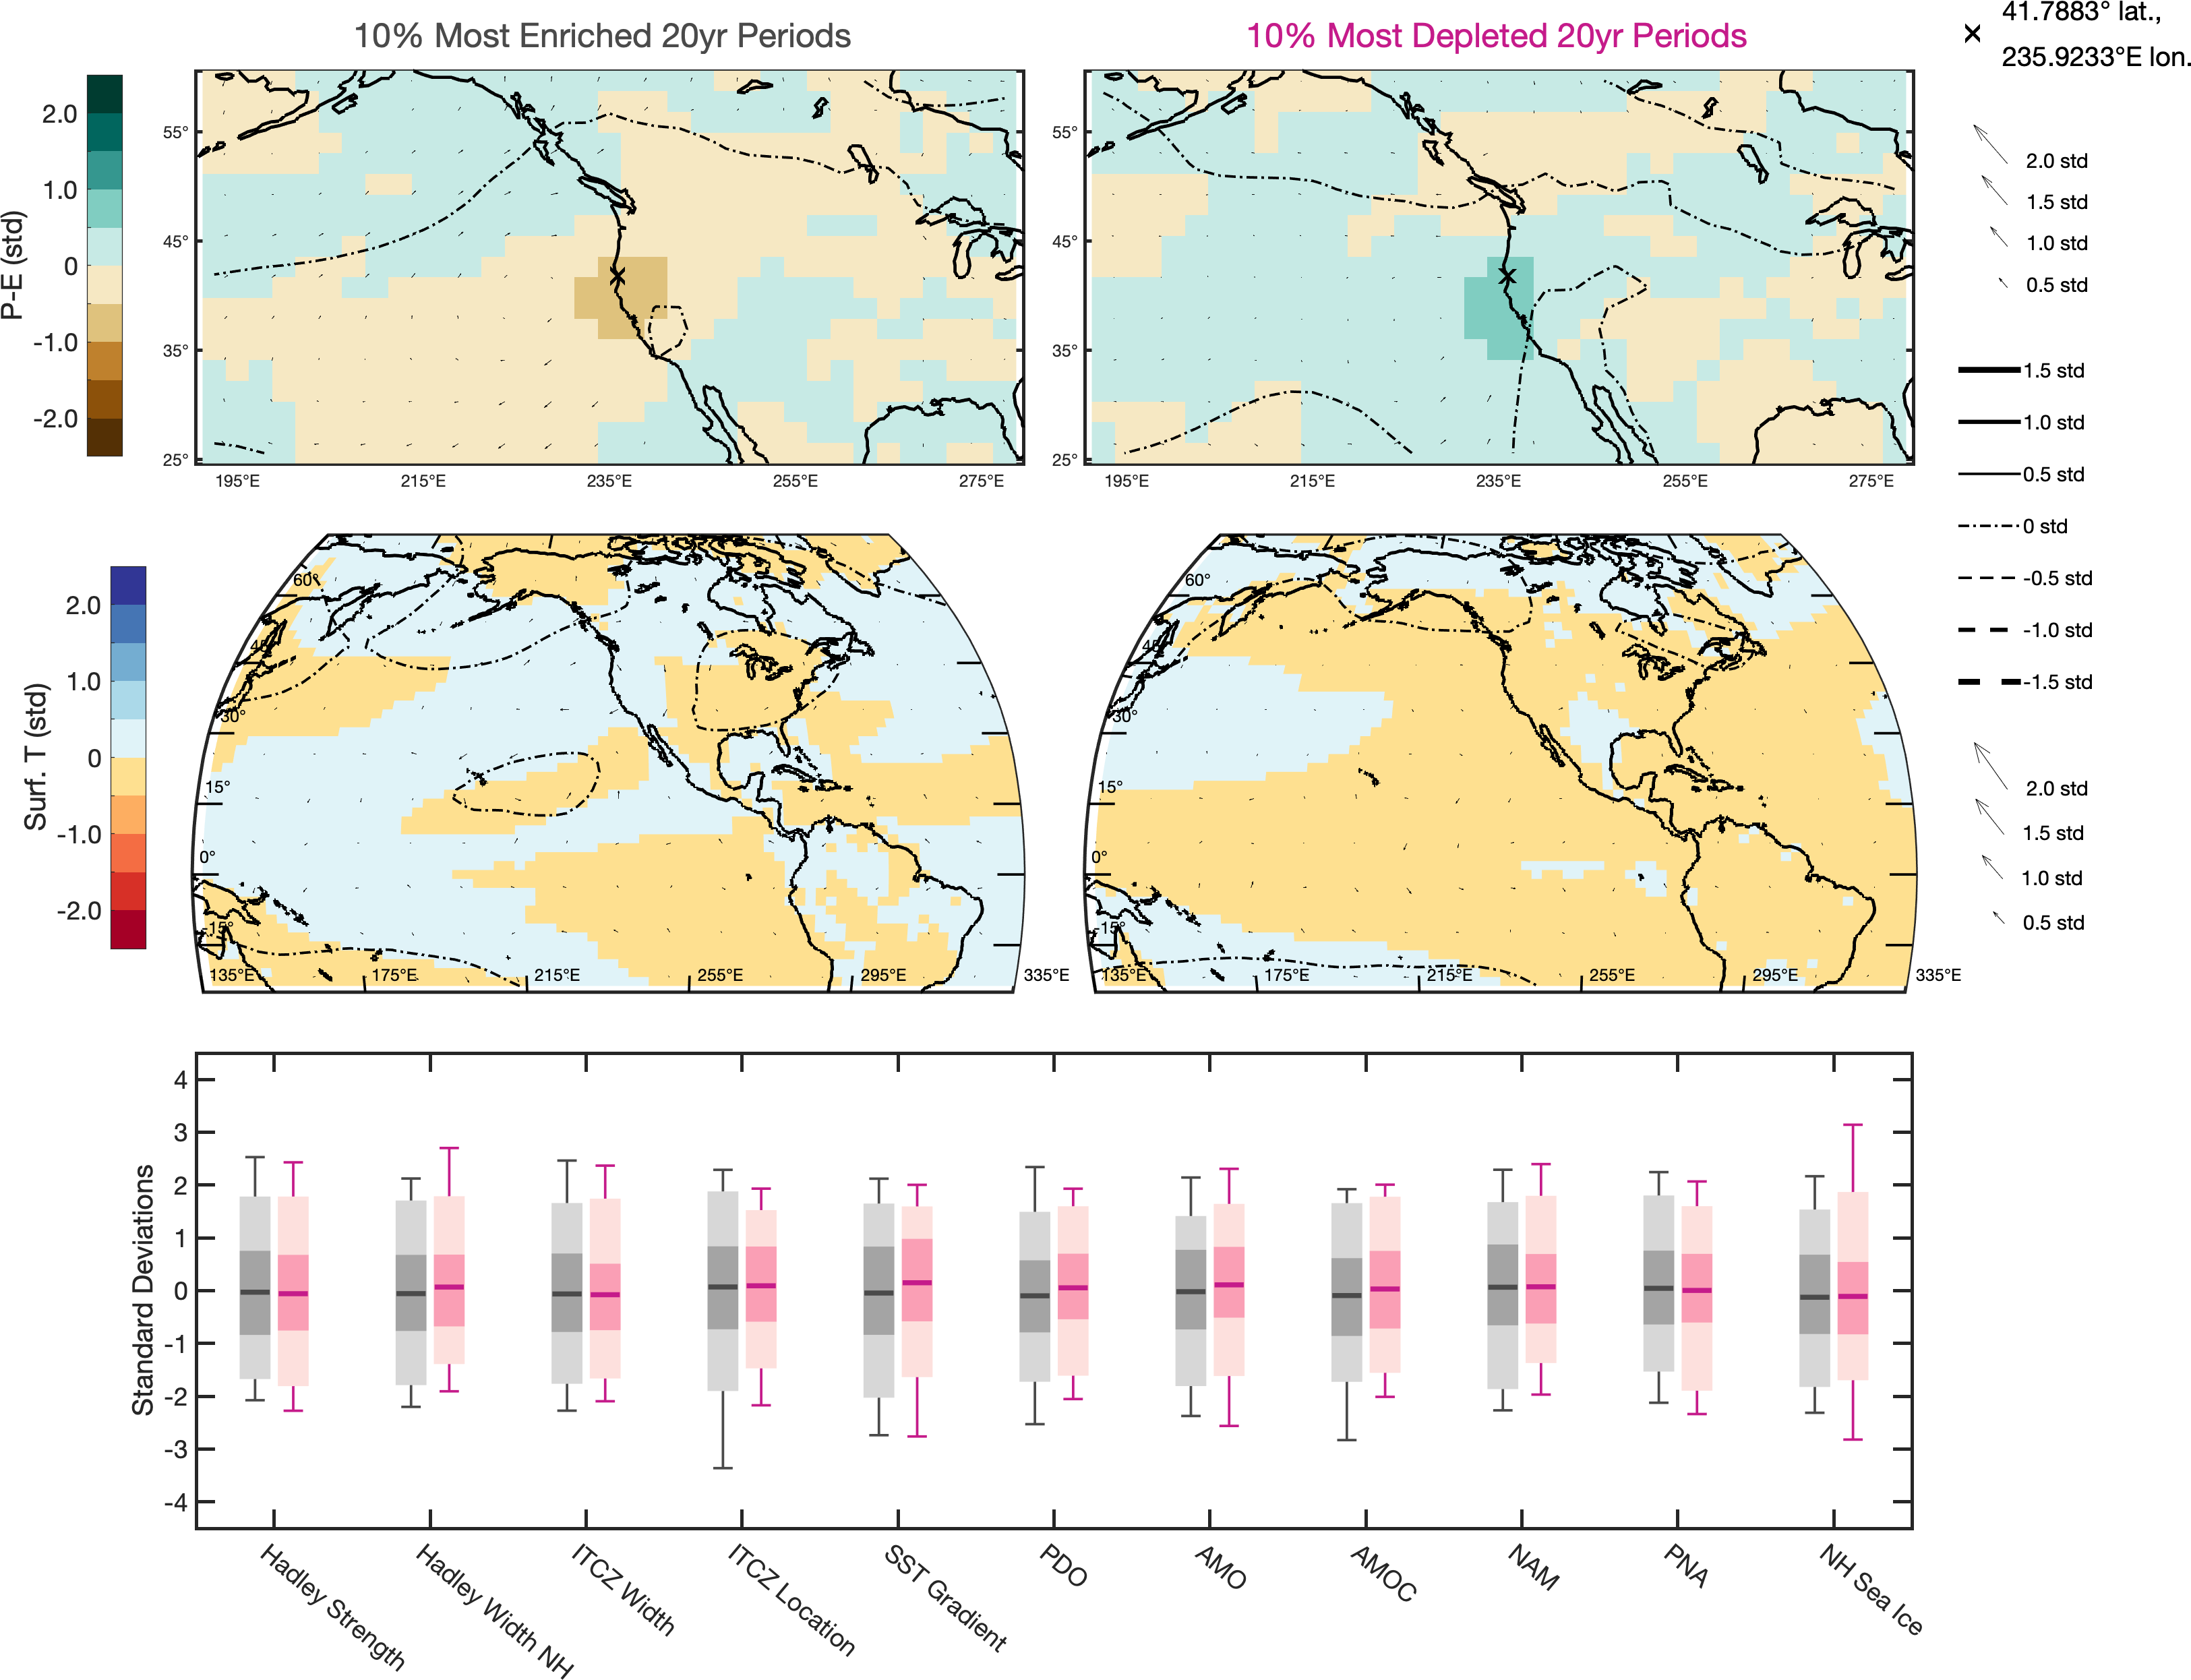 10% Most Enriched 20yr Periods
10% Most Depleted 20yr Periods
41.7883° lat.,
235.9233°E lon.
P-E (std)
2.0
1.0
0
-1.0
-2.0
55°
45°
35°
25°
195°E
215°E
235°E
255°E
275°E
55°
45°
35°
25°
195°E
215°E
235°E
255°E
275°E
2.0 std
1.5 std
1.0 std
0.5 std
1.5 std
1.0 std
0.5 std
0 std
-0.5 std
-1.0 std
-1.5 std
Surf. T (std)
2.0
1.0
0
-1.0
-2.0
60°
45°
30°
15°
0°
-15°
135°E
175°E
215°E
255°E
295°E
335°E
60°
45°
30°
15°
0°
-15°
135°E
175°E
215°E
255°E
295°E
335°E
2.0 std
1.5 std
1.0 std
0.5 std
Standard Deviations
4
3
2
1
0
-1
-2
-3
-4
Hadley Strength
Hadley Width NH
ITCZ Width
ITCZ Location
SST Gradient
PDO
AMO
AMOC
NAM
PNA
NH Sea Ice